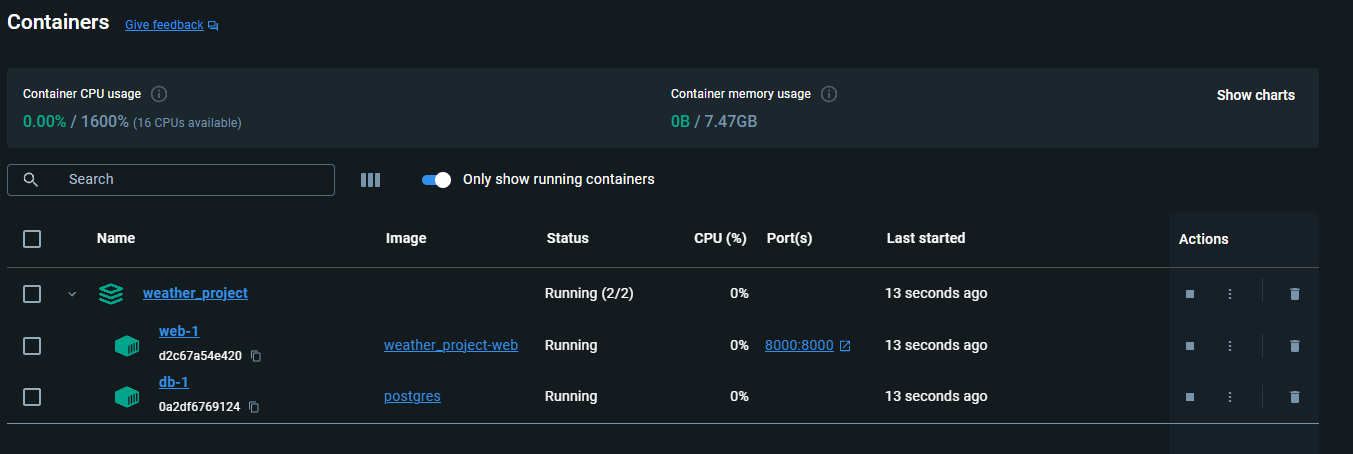 Containers Give feedback
Container CPU usage Container memory usage Show charts
0.00% / 1600% (16 CPUs available) 0B / 7.47GB
Search Only show running containers
Name Image Status CPU (%) Port(s) Last started Actions
weather_project Running (2/2) 0% 13 seconds ago
web-1
weather_project-web Running 0% 8000:8000 13 seconds ago
d2c67a54e420
db-1
postgres Running 0% 13 seconds ago
0a2df6769124